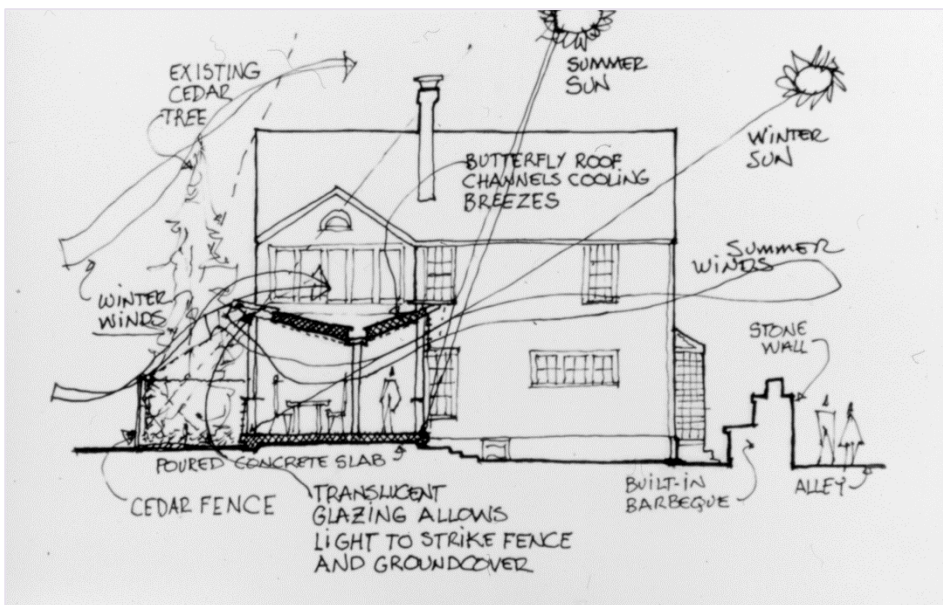 EXISTING
CEDAR
TREE
SUMMER
SUN
WINTER
SUN
BUTTERFLY ROOF
CHANNELS COOLING
BREEZES
SUMMER
WINDS
WINTER
WINDS
STONE
WALL
POURED CONCRETE SLAB
CEDAR FENCE
TRANSLUCENT
GLAZING ALLOWS
LIGHT TO STRIKE FENCE
AND GROUNDCOVER
BUILT-IN
BARBEQUE
ALLEY